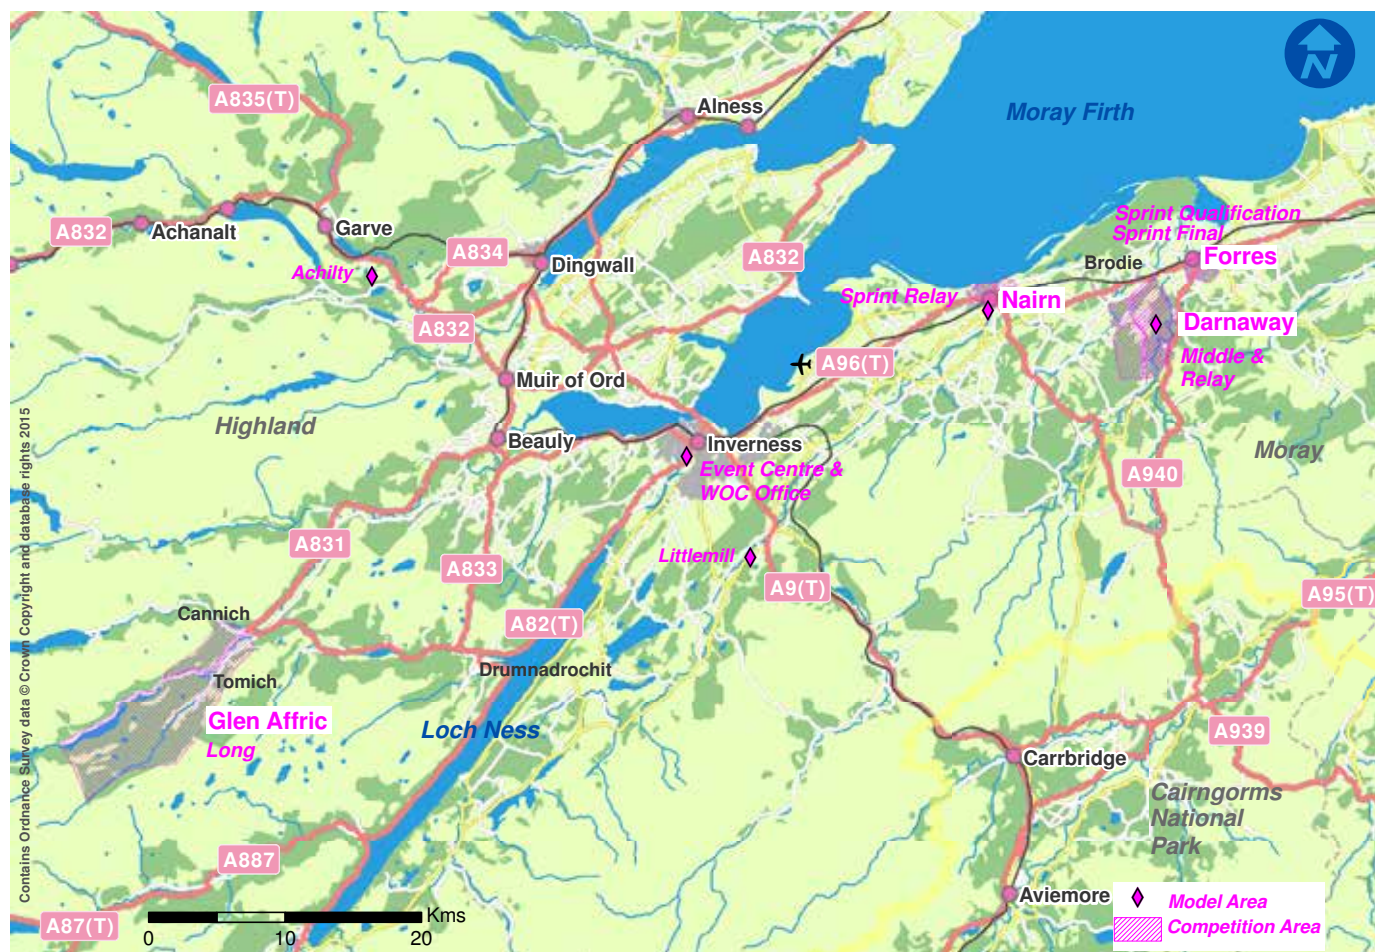 N
Alness
Moray Firth
A835(T)
Sprint Qualification
Sprint Final
A832
Achanalt
Garve
A834
Dingwall
A832
Brodie
Forres
Achilty
Sprint Relay
Nairn
A832
Darnaway
Middle &
Relay
A96(T)
Muir of Ord
Highland
Beauly
Inverness
Moray
Event Centre &
WOC Office
A940
A831
Littlemill
A833
A9(T)
A95(T)
Cannich
A82(T)
Drumnadrochit
Tomich
Glen Affric
Long
Loch Ness
A939
Carrbridge
Cairngorms
National
Park
A887
Aviemore
A87(T)
Kms
0 10 20
Model Area
Competition Area
Contains Ordnance Survey data © Crown Copyright and database rights 2015